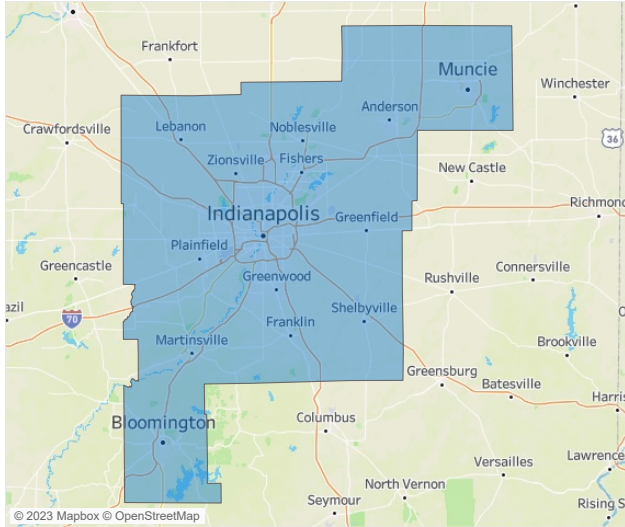 Frankfort
Muncie
Winchester
Anderson
Crawfordsville
Lebanon
Noblesville
36
Zionsville
Fishers
New Castle
Richmon
Indianapolis
Greenfield
Plainfield
Greencastle
Connersville
Greenwood
Rushville
azil
70
Shelbyville
Franklin
Martinsville
Brookville
Greensburg
Batesville
Harris
Bloomington
Columbus
Lawrence
Versailles
North Vernon
Seymour
Rising S
© 2023 Mapbox © OpenStreetMap